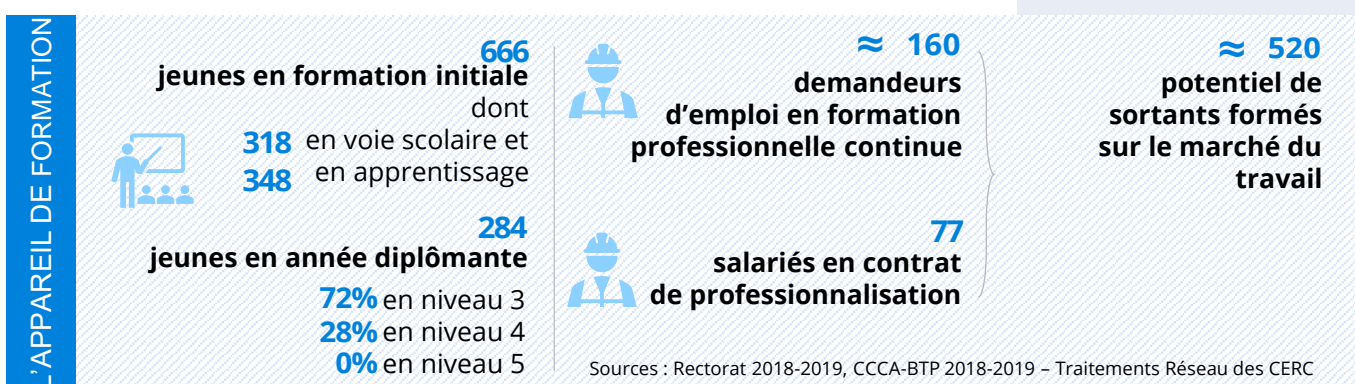 L'APPAREIL DE FORMATION
666
jeunes en formation initiale
dont
318 en voie scolaire et
348 en apprentissage
284
jeunes en année diplômante
72% en niveau 3
28% en niveau 4
0% en niveau 5
≈ 160
demandeurs
d'emploi en formation
professionnelle continue
77
salariés en contrat
de professionnalisation
≈ 520
potentiel de
sortants formés
sur le marché du
travail
Sources : Rectorat 2018-2019, CCCA-BTP 2018-2019 – Traitements Réseau des CERC